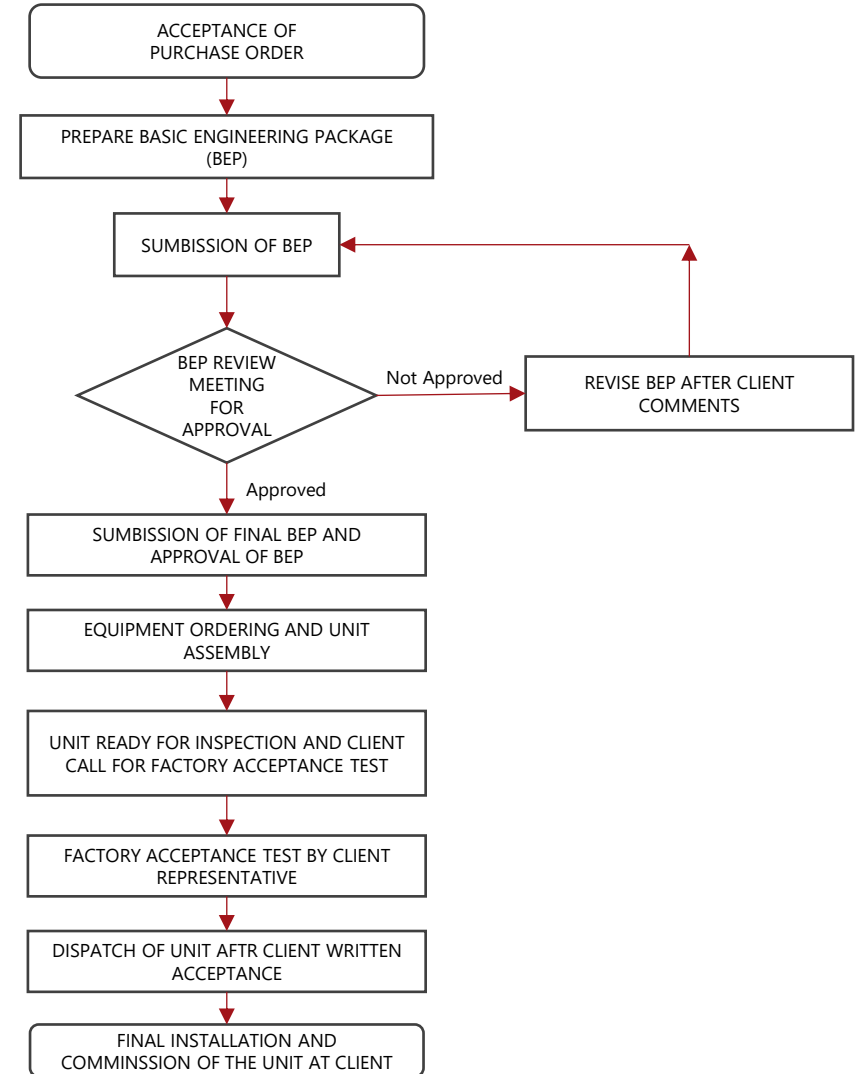 ACCEPTANCE OF
PURCHASE ORDER
PREPARE BASIC ENGINEERING PACKAGE
(BEP)
SUMBISSION OF BEP
BEP REVIEW
MEETING
FOR
APPROVAL
Not Approved
REVISE BEP AFTER CLIENT
COMMENTS
Approved
SUMBISSION OF FINAL BEP AND
APPROVAL OF BEP
EQUIPMENT ORDERING AND UNIT
ASSEMBLY
UNIT READY FOR INSPECTION AND CLIENT
CALL FOR FACTORY ACCEPTANCE TEST
FACTORY ACCEPTANCE TEST BY CLIENT
REPRESENTATIVE
DISPATCH OF UNIT AFTR CLIENT WRITTEN
ACCEPTANCE
FINAL INSTALLATION AND
COMMINSSION OF THE UNIT AT CLIENT